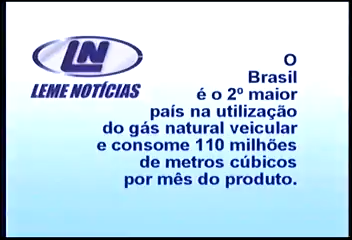 LN
LEME NOTÍCIAS
O
Brasil
é o 2º maior
país na utilização
do gás natural veicular
e consome 110 milhões
de metros cúbicos
por mês do produto.